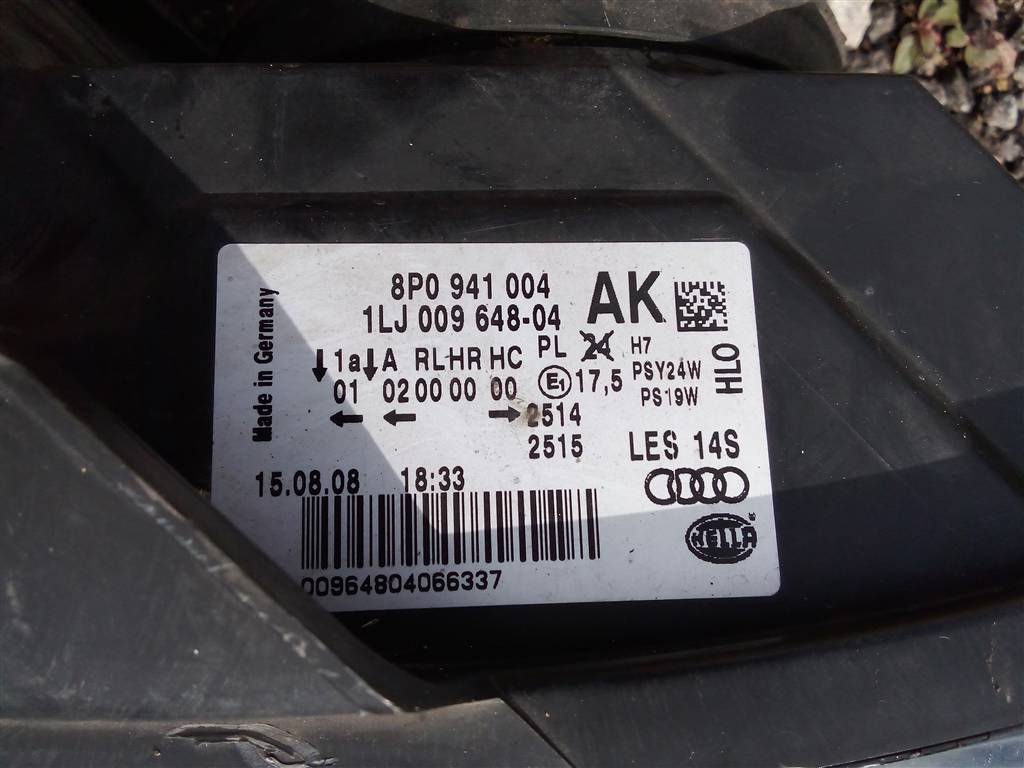 8P0 941 004 AK
1LJ 009 648-04
Made in Germany
↓1a↓A RL-HR HC PL 24 H7
01 02 00 00 00 E1 17,5 PSY24W
← ← → PS19W
HLO
2514
2515 LES 14S
15.08.08 18:33
HELLA
00964804066337